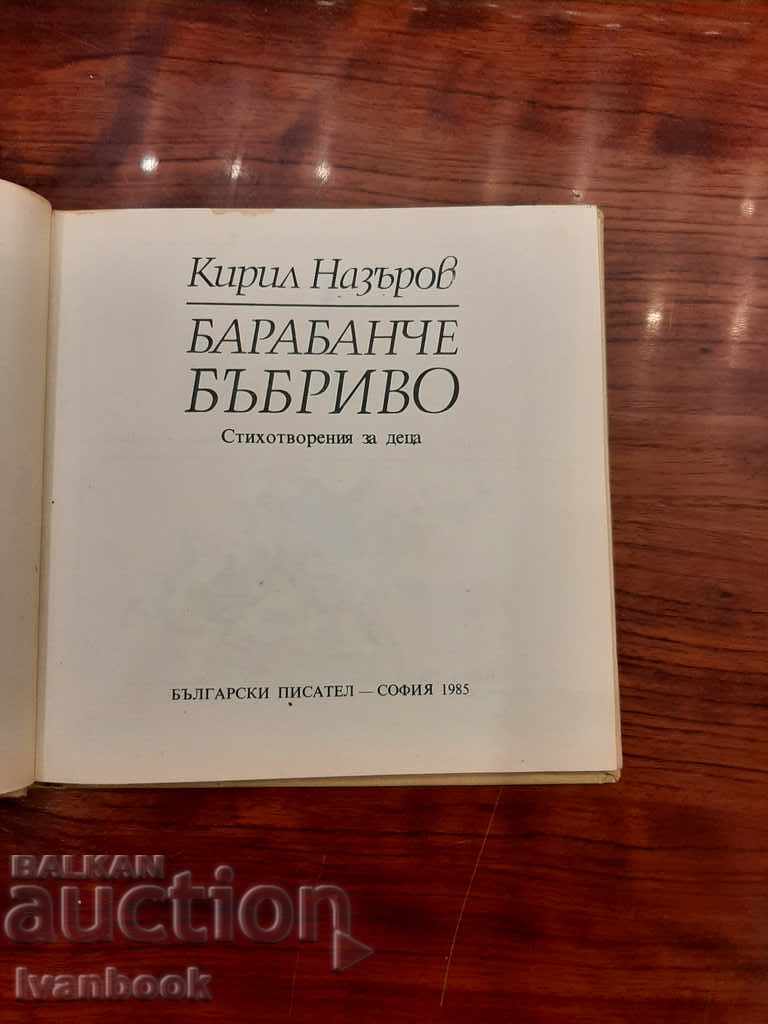 Кирил Назъров
БАРАБАНЧЕ
БЪБРИВО
Стихотворения за деца
БЪЛГАРСКИ ПИСАТЕЛ — СОФИЯ 1985
BALKAN
auction
Ivanbook